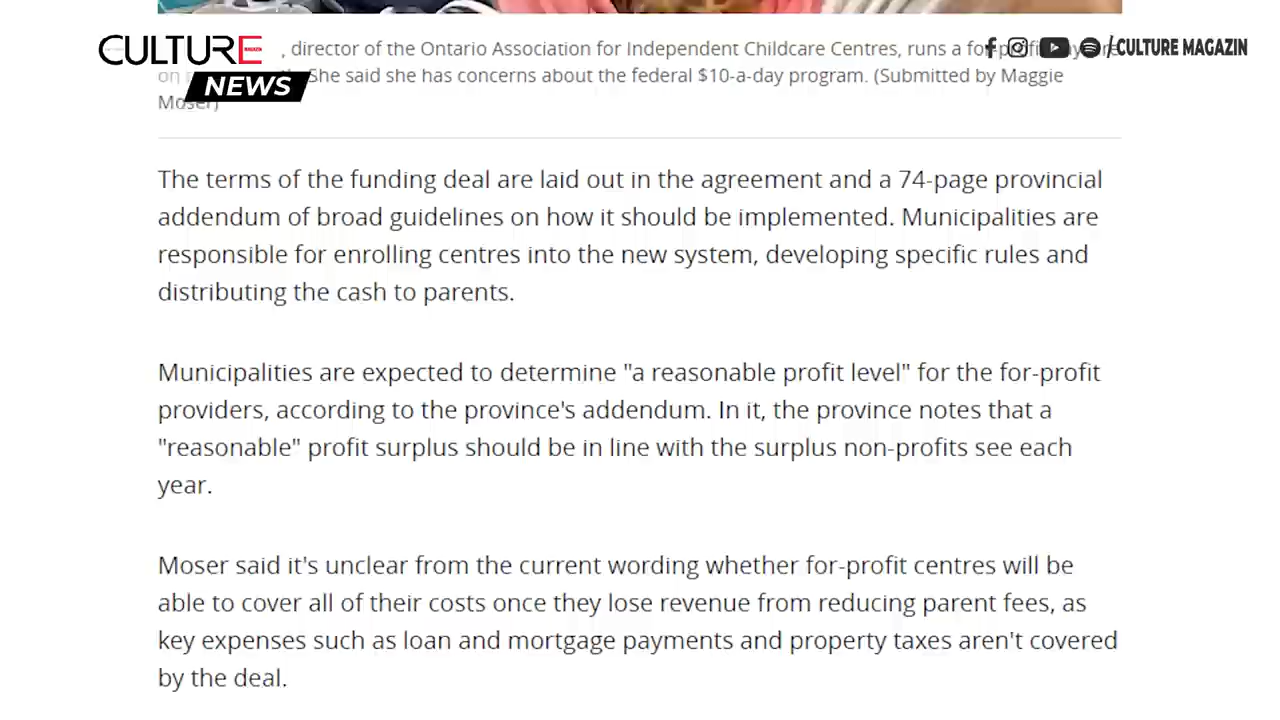 CULTURE
MAGAZIN
NEWS
/CULTURE MAGAZIN
, director of the Ontario Association for Independent Childcare Centres, runs a for-profit
She said she has concerns about the federal $10-a-day program. (Submitted by Maggie
Moser)
The terms of the funding deal are laid out in the agreement and a 74-page provincial
addendum of broad guidelines on how it should be implemented. Municipalities are
responsible for enrolling centres into the new system, developing specific rules and
distributing the cash to parents.
Municipalities are expected to determine "a reasonable profit level" for the for-profit
providers, according to the province's addendum. In it, the province notes that a
"reasonable" profit surplus should be in line with the surplus non-profits see each
year.
Moser said it's unclear from the current wording whether for-profit centres will be
able to cover all of their costs once they lose revenue from reducing parent fees, as
key expenses such as loan and mortgage payments and property taxes aren't covered
by the deal.